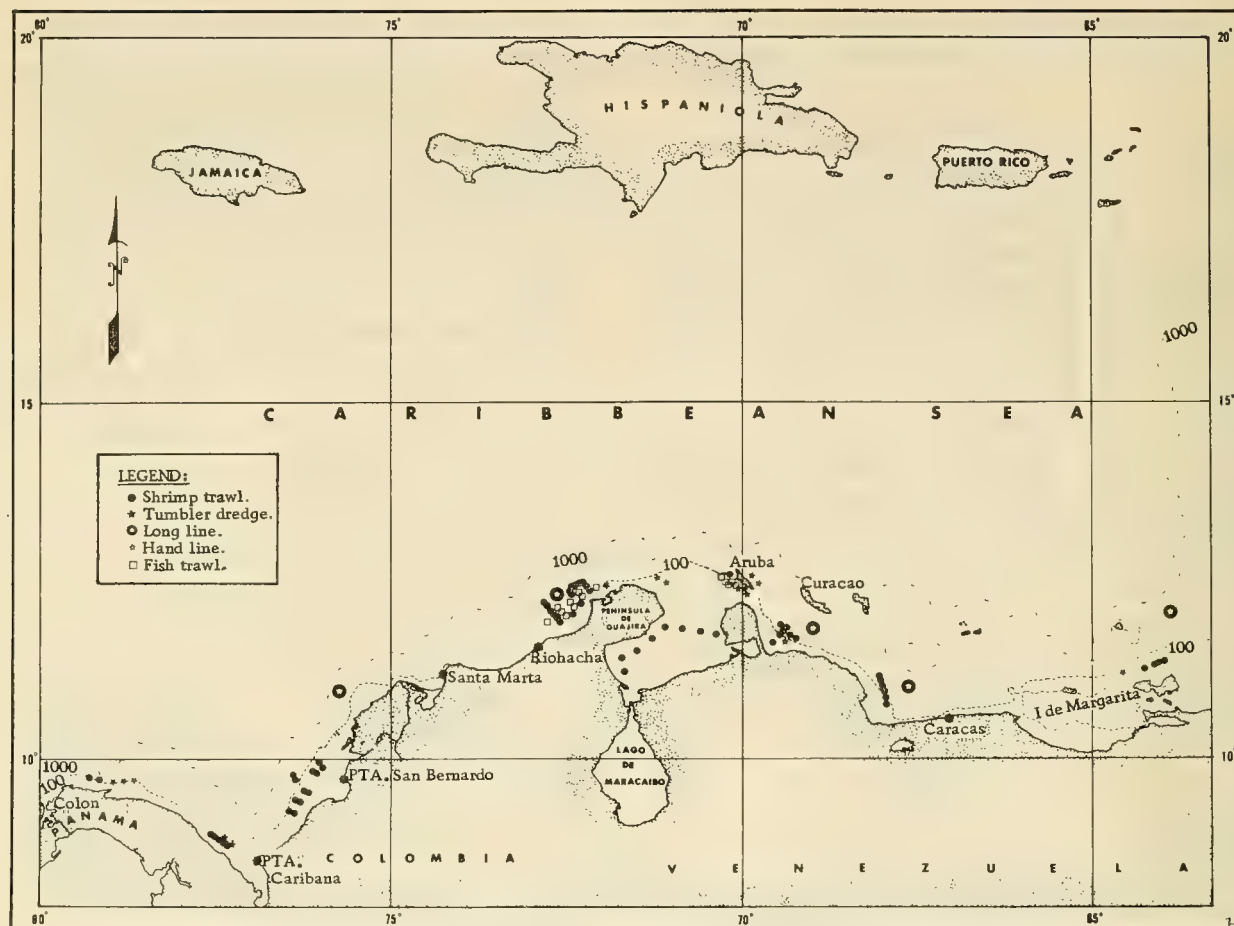 80° 75° 70° 65°
20° 20°
HISPANIOLA
JAMAICA
PUERTO RICO
N
1000
15° 15°
CARIBBEAN SEA
LEGEND:
Shrimp trawl.
Tumbler dredge.
Long line.
Hand line.
Fish trawl.
1000
100
Aruba
Curacao
PENINSULA
DE
GUAJIRA
Riohacha
Santa Marta
100
I de Margarita
Caracas
LAGO
DE
MARACAIBO
10° 10°
PTA. San Bernardo
1000
100
Colon
PANAMA
PTA.
Caribana
COLOMBIA
VENEZUELA
80° 75° 70° 65°